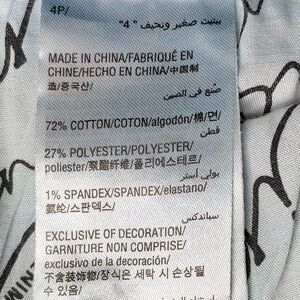 4P/
بيتيت صغير ونحيف " 4"
MADE IN CHINA/FABRIQUÉ EN
CHINE/HECHO EN CHINA/中国制
造/중국산/
صنع في الصين
72% COTTON/COTON/algodón/棉/면/
قطن
27% POLYESTER/POLYESTER/
poliester/聚酯纤维/폴리에스테르/
بولي أستر
1% SPANDEX/SPANDEX/elastano/
氨纶/스판덱스/
سباندكس
EXCLUSIVE OF DECORATION/
GARNITURE NON COMPRISE/
exclusivo de la decoración/
不含装饰物/장식은 세탁 시 손상될
수 있음/